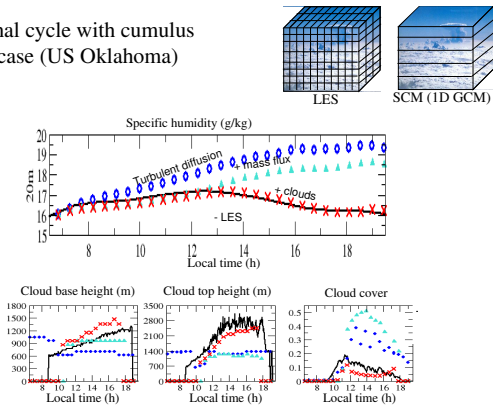 nal cycle with cumulus
case (US Oklahoma)
LES
SCM (1D GCM)
Specific humidity (g/kg)
20
19
18
17
16
15
20m
Turbulent diffusion
+ mass flux
+ clouds
- LES
8 10 12 14 16 18
Local time (h)
Cloud base height (m)
1800
1500
1200
900
600
300
0
8 10 12 14 16 18
Local time (h)
Cloud top height (m)
3500
2800
2100
1400
700
0
8 10 12 14 16 18
Local time (h)
Cloud cover
0.5
0.4
0.3
0.2
0.1
0
8 10 12 14 16 18
Local time (h)